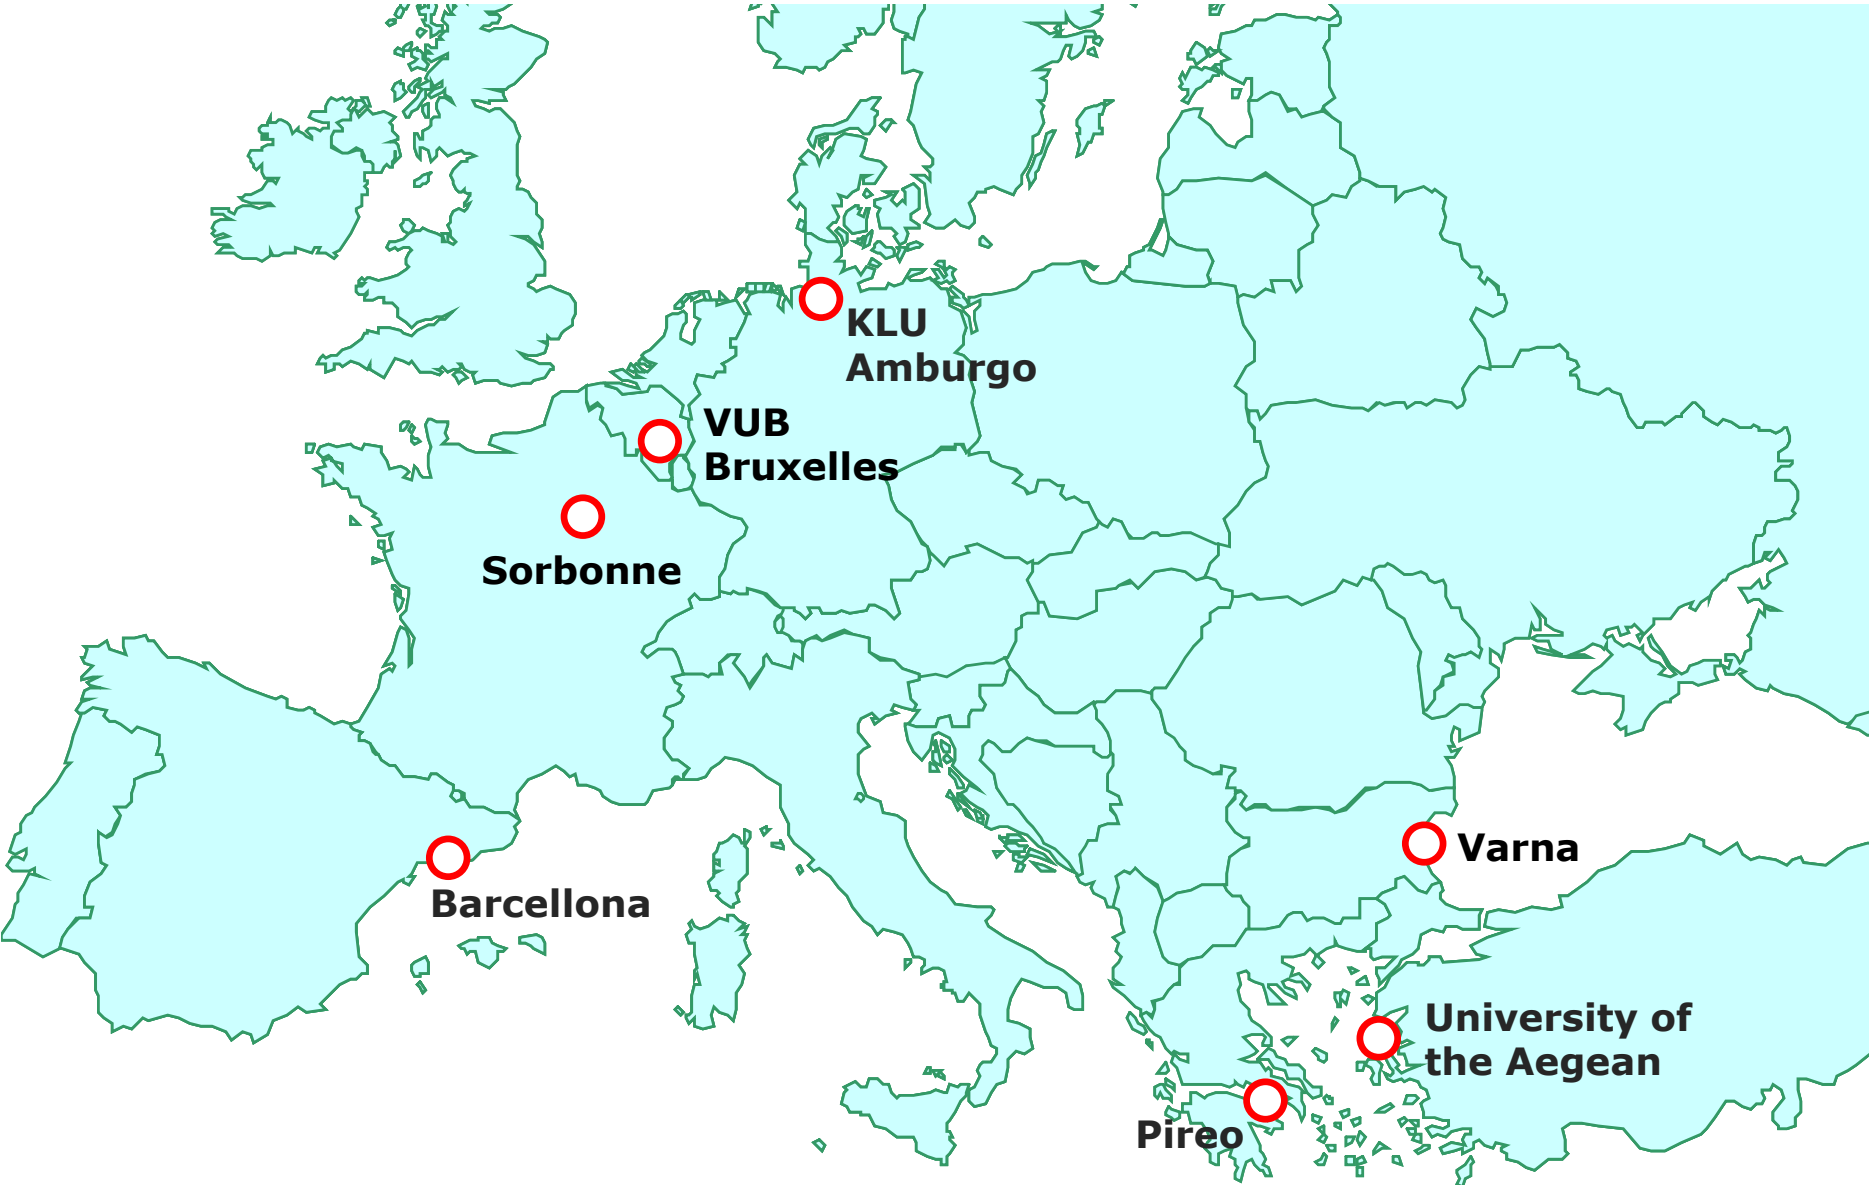 KLU
Amburgo
VUB
Bruxelles
Sorbonne
Varna
Barcellona
University of
the Aegean
Pireo